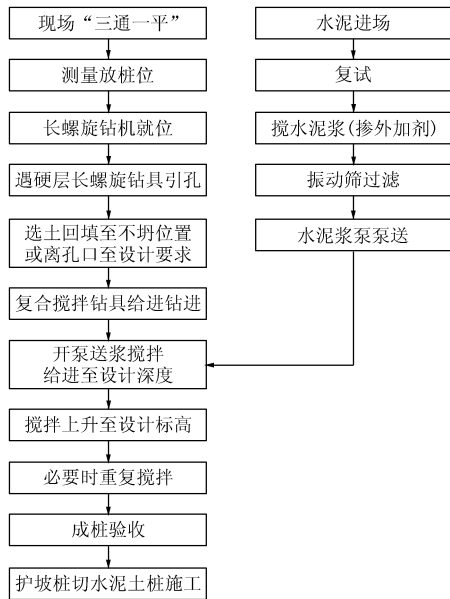 现场“三通一平”
测量放桩位
长螺旋钻机就位
遇硬层长螺旋钻具引孔
选土回填至不坍位置
或离孔口至设计要求
复合搅拌钻具给进钻进
开泵送浆搅拌
给进至设计深度
搅拌上升至设计标高
必要时重复搅拌
成桩验收
护坡桩切水泥土桩施工
水泥进场
复试
搅水泥浆(掺外加剂)
振动筛过滤
水泥浆泵泵送